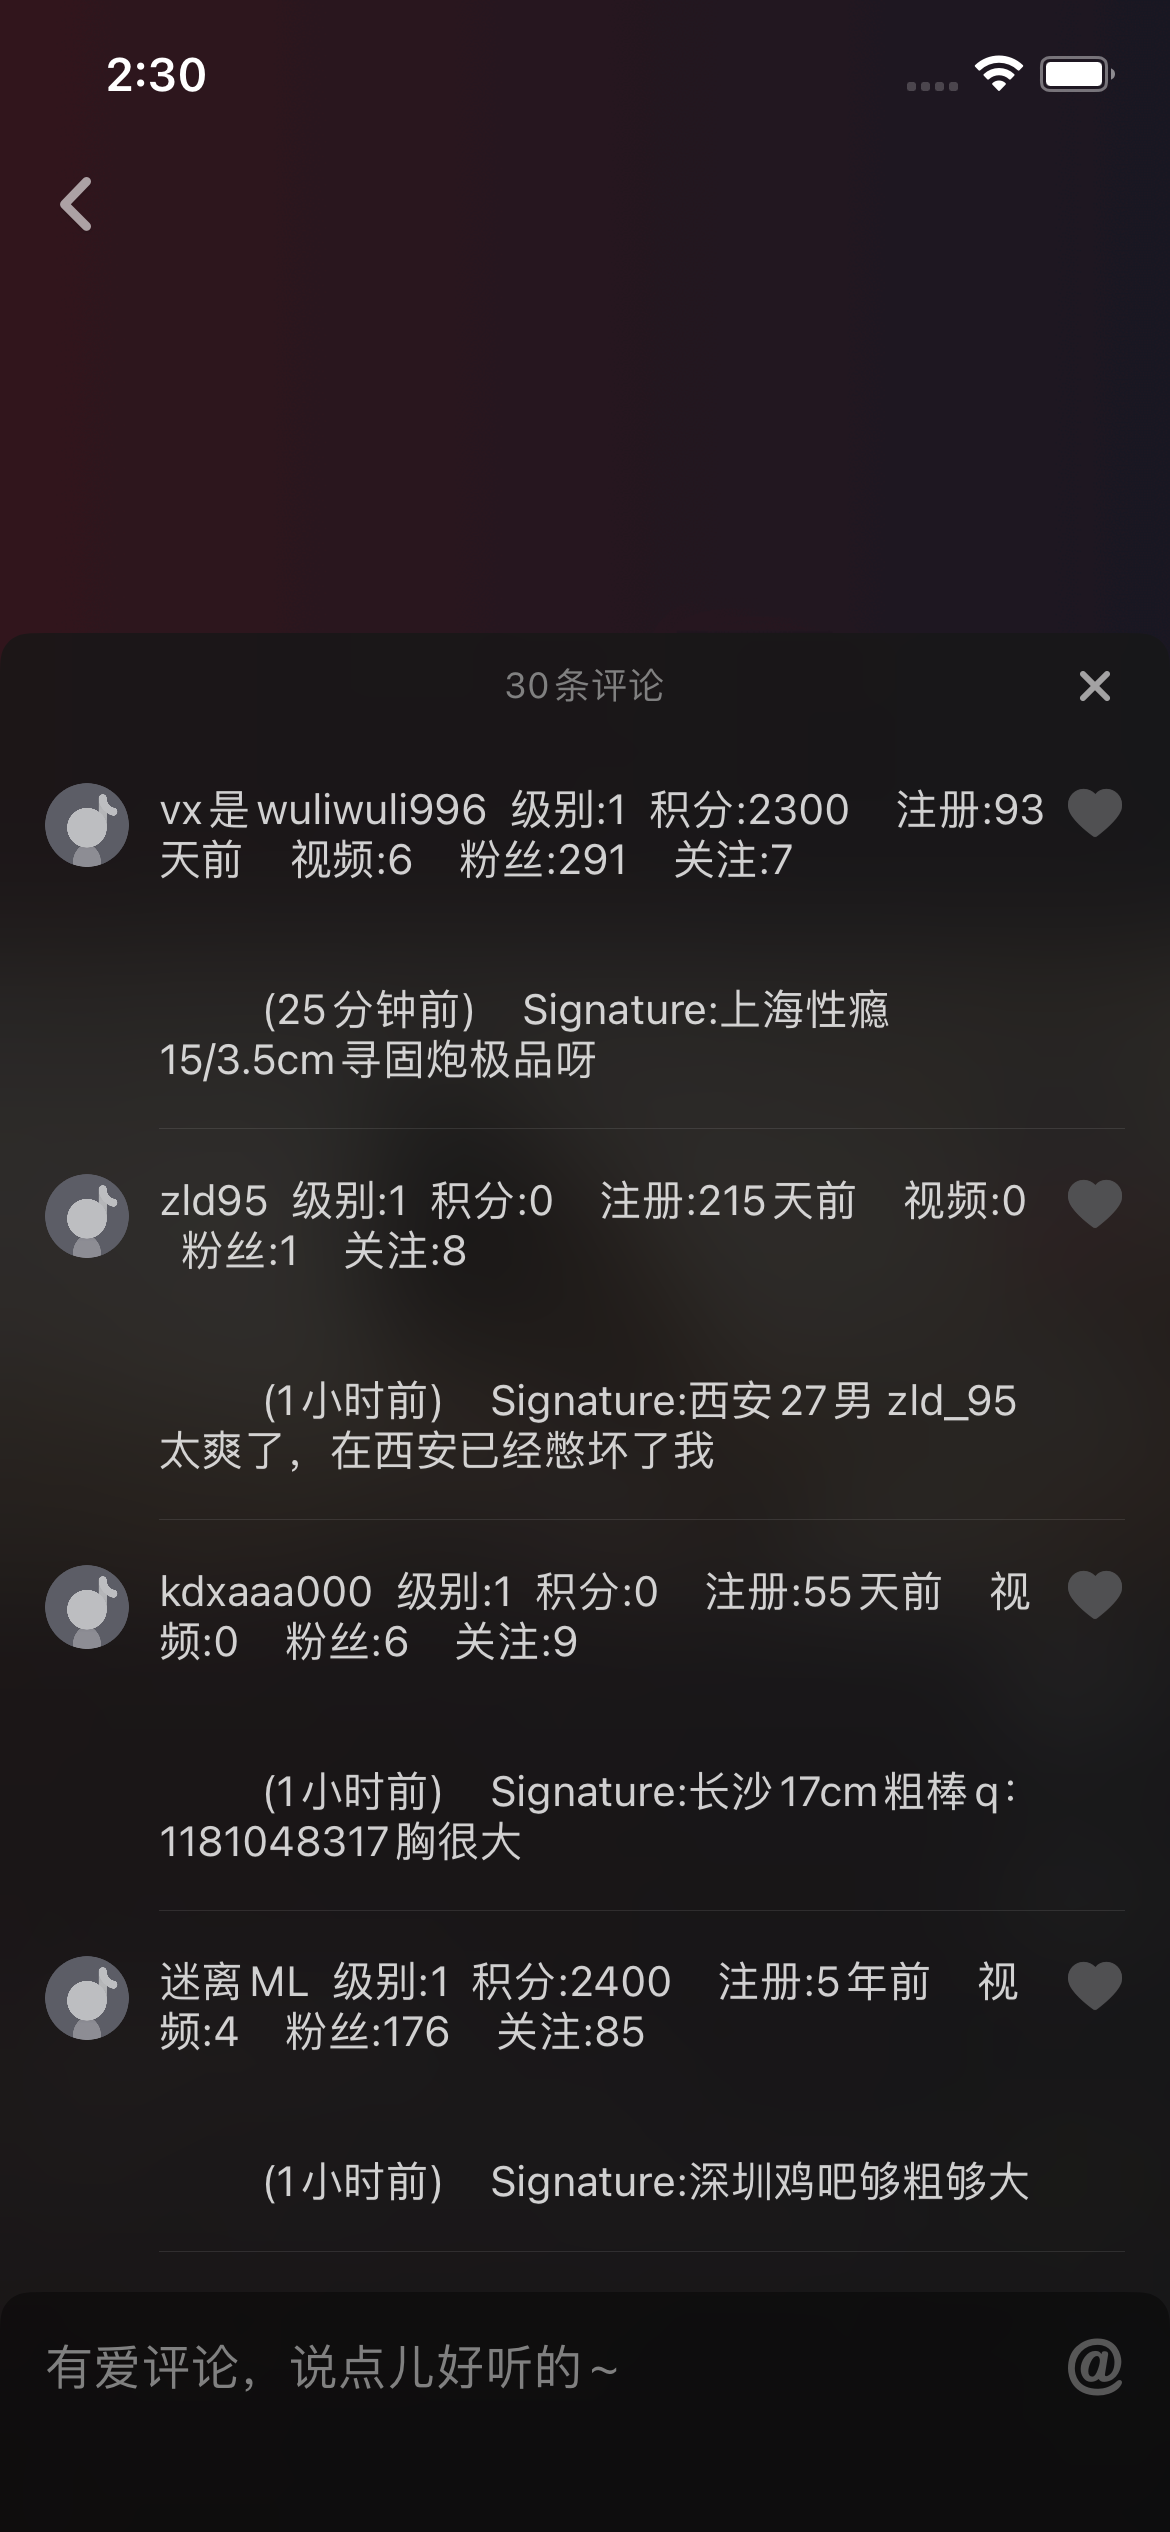 2:30
30条评论
vx是wuliwuli996 级别:1 积分:2300 注册:93
天前 视频:6 粉丝:291 关注:7
(25分钟前) Signature:上海性瘾
15/3.5cm寻固炮极品呀
zld95 级别:1 积分:0 注册:215天前 视频:0
粉丝:1 关注:8
(1小时前) Signature:西安27男 zld_95
太爽了，在西安已经憋坏了我
kdxaaa000 级别:1 积分:0 注册:55天前 视
频:0 粉丝:6 关注:9
(1小时前) Signature:长沙17cm粗棒q：
1181048317胸很大
迷离ML 级别:1 积分:2400 注册:5年前 视
频:4 粉丝:176 关注:85
(1小时前) Signature:深圳鸡吧够粗够大
有爱评论，说点儿好听的~
@